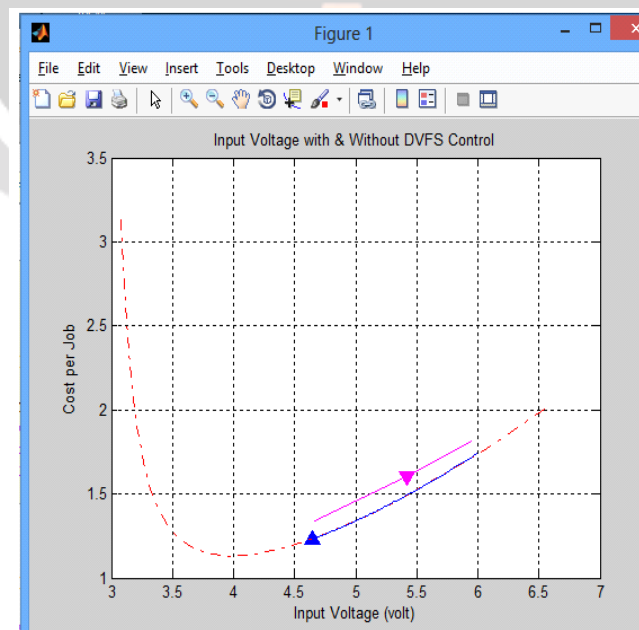 Figure 1
File Edit View Insert Tools Desktop Window Help
Input Voltage with & Without DVFS Control
Cost per Job
3.5
3
2.5
2
1.5
1
3 3.5 4 4.5 5 5.5 6 6.5 7
Input Voltage (volt)